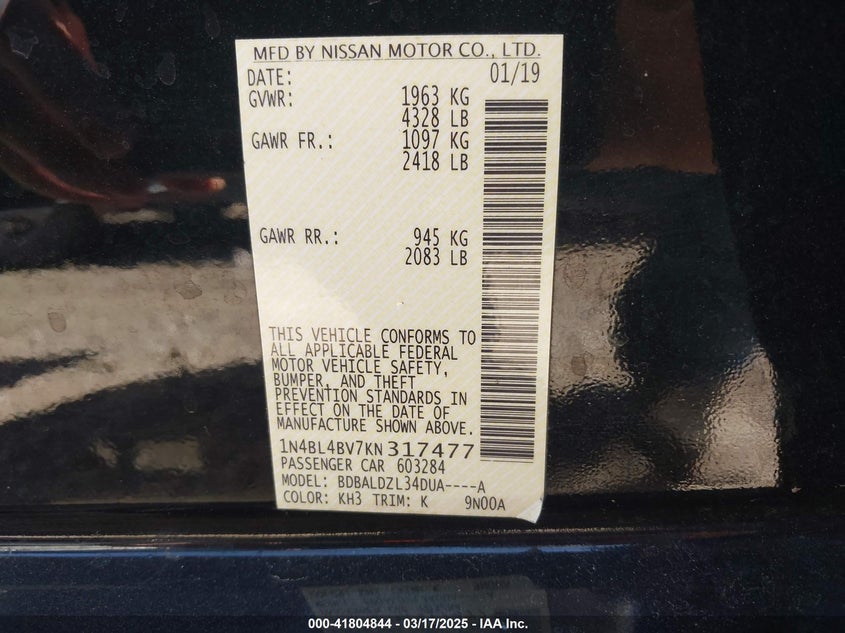 MFD BY NISSAN MOTOR CO., LTD.
DATE: 01/19
GVWR: 1963 KG
4328 LB
GAWR FR.: 1097 KG
2418 LB
GAWR RR.: 945 KG
2083 LB
THIS VEHICLE CONFORMS TO
ALL APPLICABLE FEDERAL
MOTOR VEHICLE SAFETY,
BUMPER, AND THEFT
PREVENTION STANDARDS IN
EFFECT ON THE DATE OF
MANUFACTURE SHOWN ABOVE.
1N4BL4BV7KN317477
PASSENGER CAR 603284
MODEL: BDBALDZL34DUA----A
COLOR: KH3 TRIM: K 9N00A
000-41804844 — 03/17/2025 — IAA Inc.